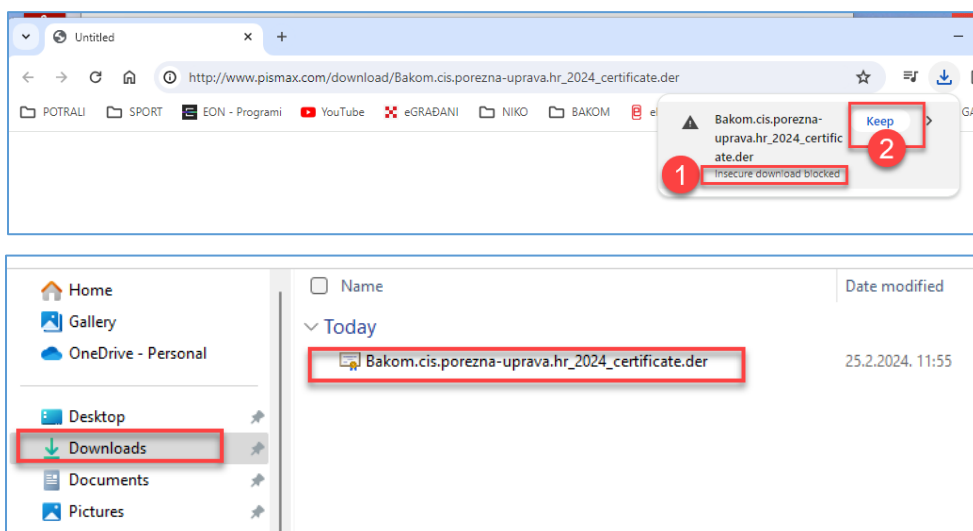 Untitled
http://www.pismax.com/download/Bakom.cis.porezna-uprava.hr_2024_certificate.der
POTRALI SPORT EON - Programi YouTube eGRAĐANI NIKO BAKOM
Bakom.cis.porezna-
uprava.hr_2024_certific
ate.der
Insecure download blocked
Keep
1
2
Home
Gallery
OneDrive - Personal
Desktop
Downloads
Documents
Pictures
Name Date modified
Today
Bakom.cis.porezna-uprava.hr_2024_certificate.der 25.2.2024. 11:55